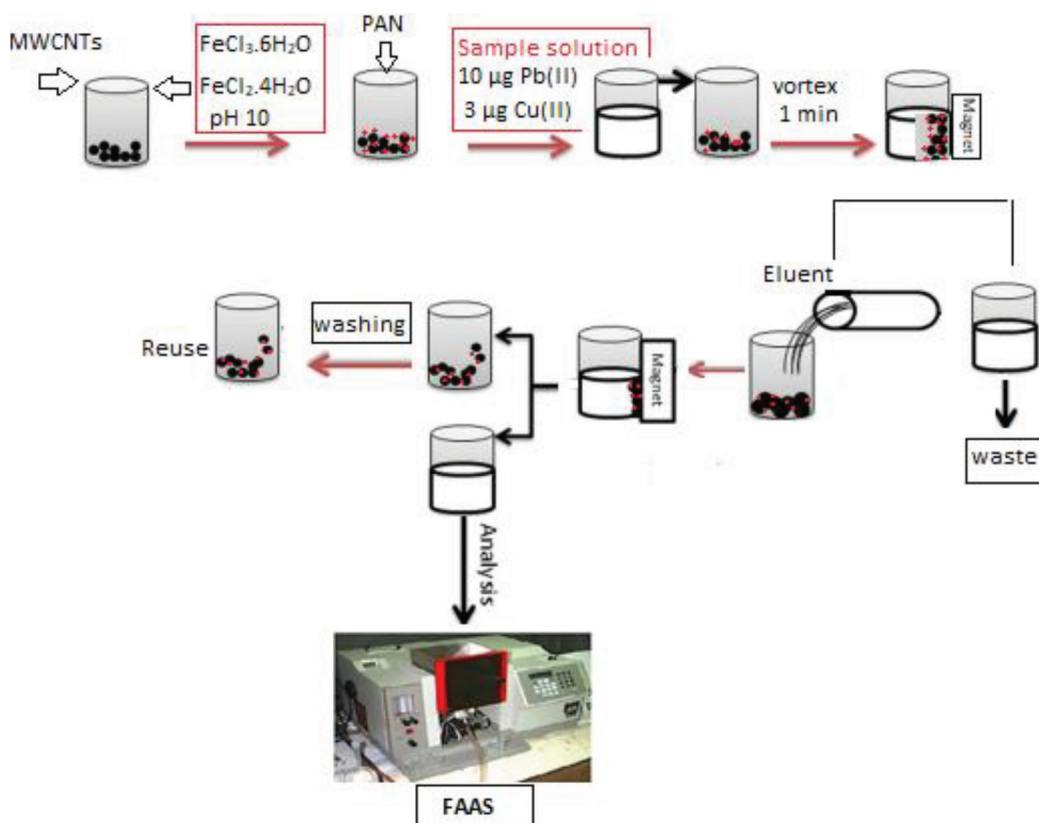 MWCNTs
FeCl₃.6H₂O
FeCl₂.4H₂O
pH 10
PAN
Sample solution
10 µg Pb(II)
3 µg Cu(II)
vortex
1 min
Magnet
Eluent
waste
Magnet
washing
Reuse
Analysis
FAAS